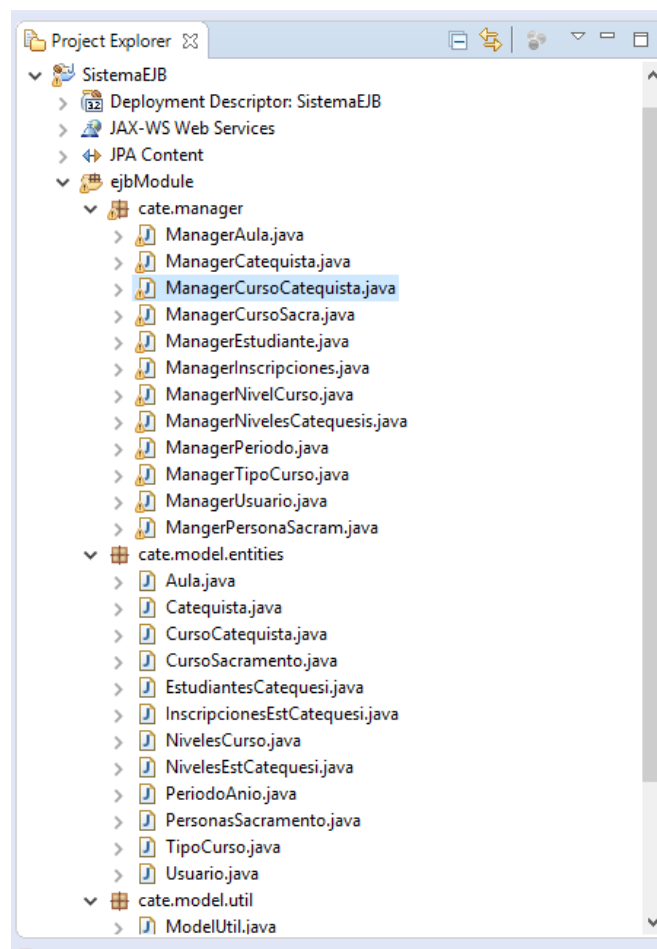 Project Explorer
SistemaEJB
Deployment Descriptor: SistemaEJB
JAX-WS Web Services
JPA Content
ejbModule
cate.manager
ManagerAula.java
ManagerCatequista.java
ManagerCursoCatequista.java
ManagerCursoSacra.java
ManagerEstudiante.java
ManagerInscripciones.java
ManagerNivelCurso.java
ManagerNivelesCatequesis.java
ManagerPeriodo.java
ManagerTipoCurso.java
ManagerUsuario.java
MangerPersonaSacram.java
cate.model.entities
Aula.java
Catequista.java
CursoCatequista.java
CursoSacramento.java
EstudiantesCatequesi.java
InscripcionesEstCatequesi.java
NivelesCurso.java
NivelesEstCatequesi.java
PeriodoAnio.java
PersonasSacramento.java
TipoCurso.java
Usuario.java
cate.model.util
ModelUtil.java